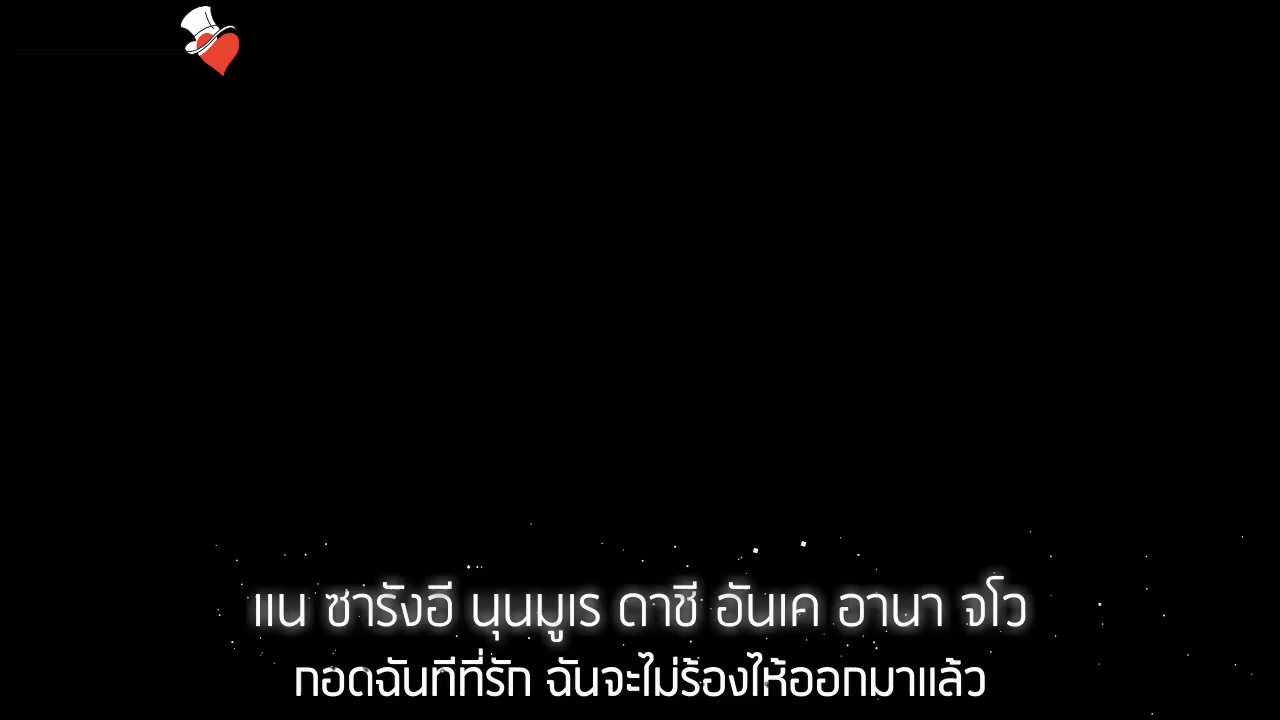 แน ซารังอี นุนมูเร ดาชี อันเค อานา จโว
กอดฉันทีที่รัก ฉันจะไม่ร้องไห้ออกมาแล้ว